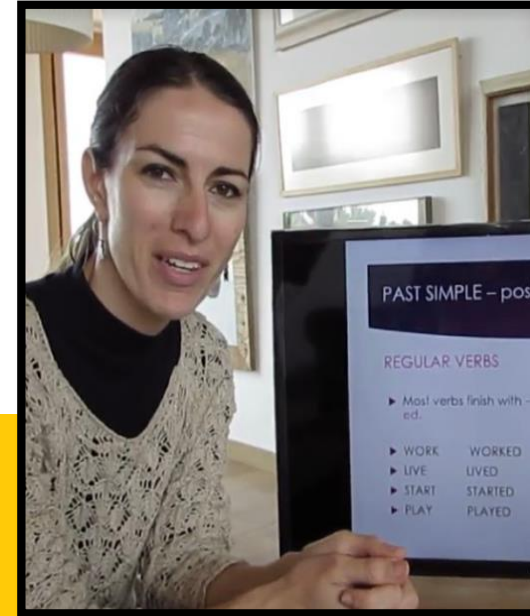 PAST SIMPLE – pos
REGULAR VERBS
▶ Most verbs finish with -
ed.
▶ WORK WORKED
▶ LIVE LIVED
▶ START STARTED
▶ PLAY PLAYED